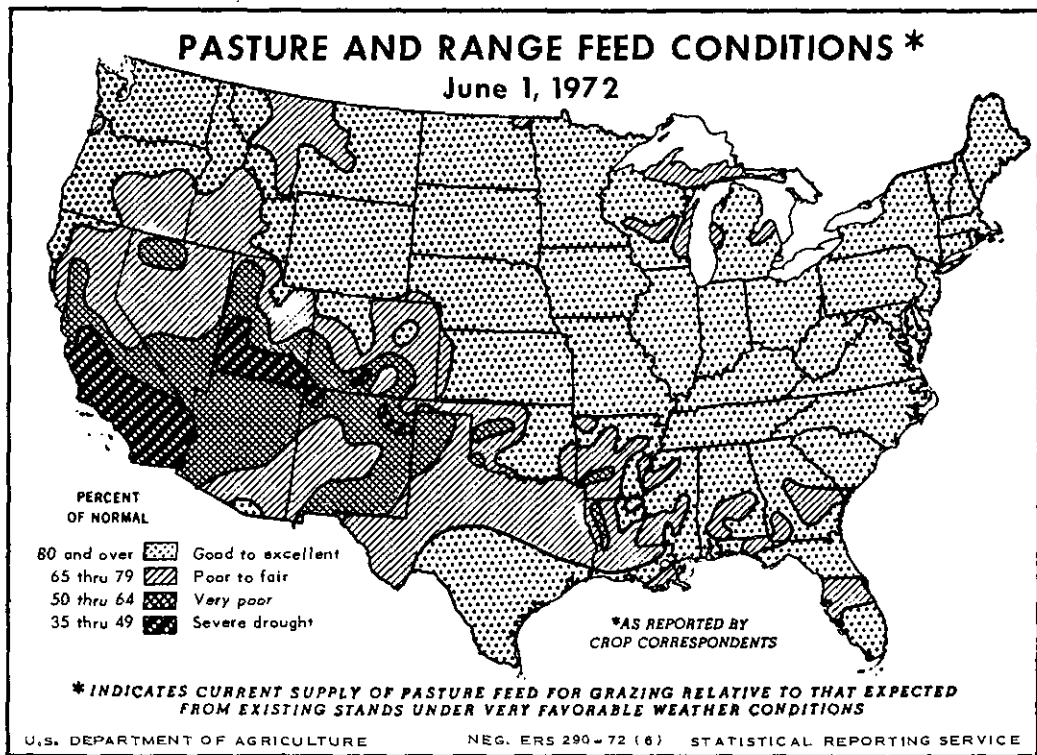 PASTURE AND RANGE FEED CONDITIONS *
June 1, 1972
PERCENT
OF NORMAL
80 and over Good to excellent
65 thru 79 Poor to fair
50 thru 64 Very poor
35 thru 49 Severe drought
*AS REPORTED BY
CROP CORRESPONDENTS
* INDICATES CURRENT SUPPLY OF PASTURE FEED FOR GRAZING RELATIVE TO THAT EXPECTED
FROM EXISTING STANDS UNDER VERY FAVORABLE WEATHER CONDITIONS
U.S. DEPARTMENT OF AGRICULTURE NEG. ERS 290-72 (6) STATISTICAL REPORTING SERVICE